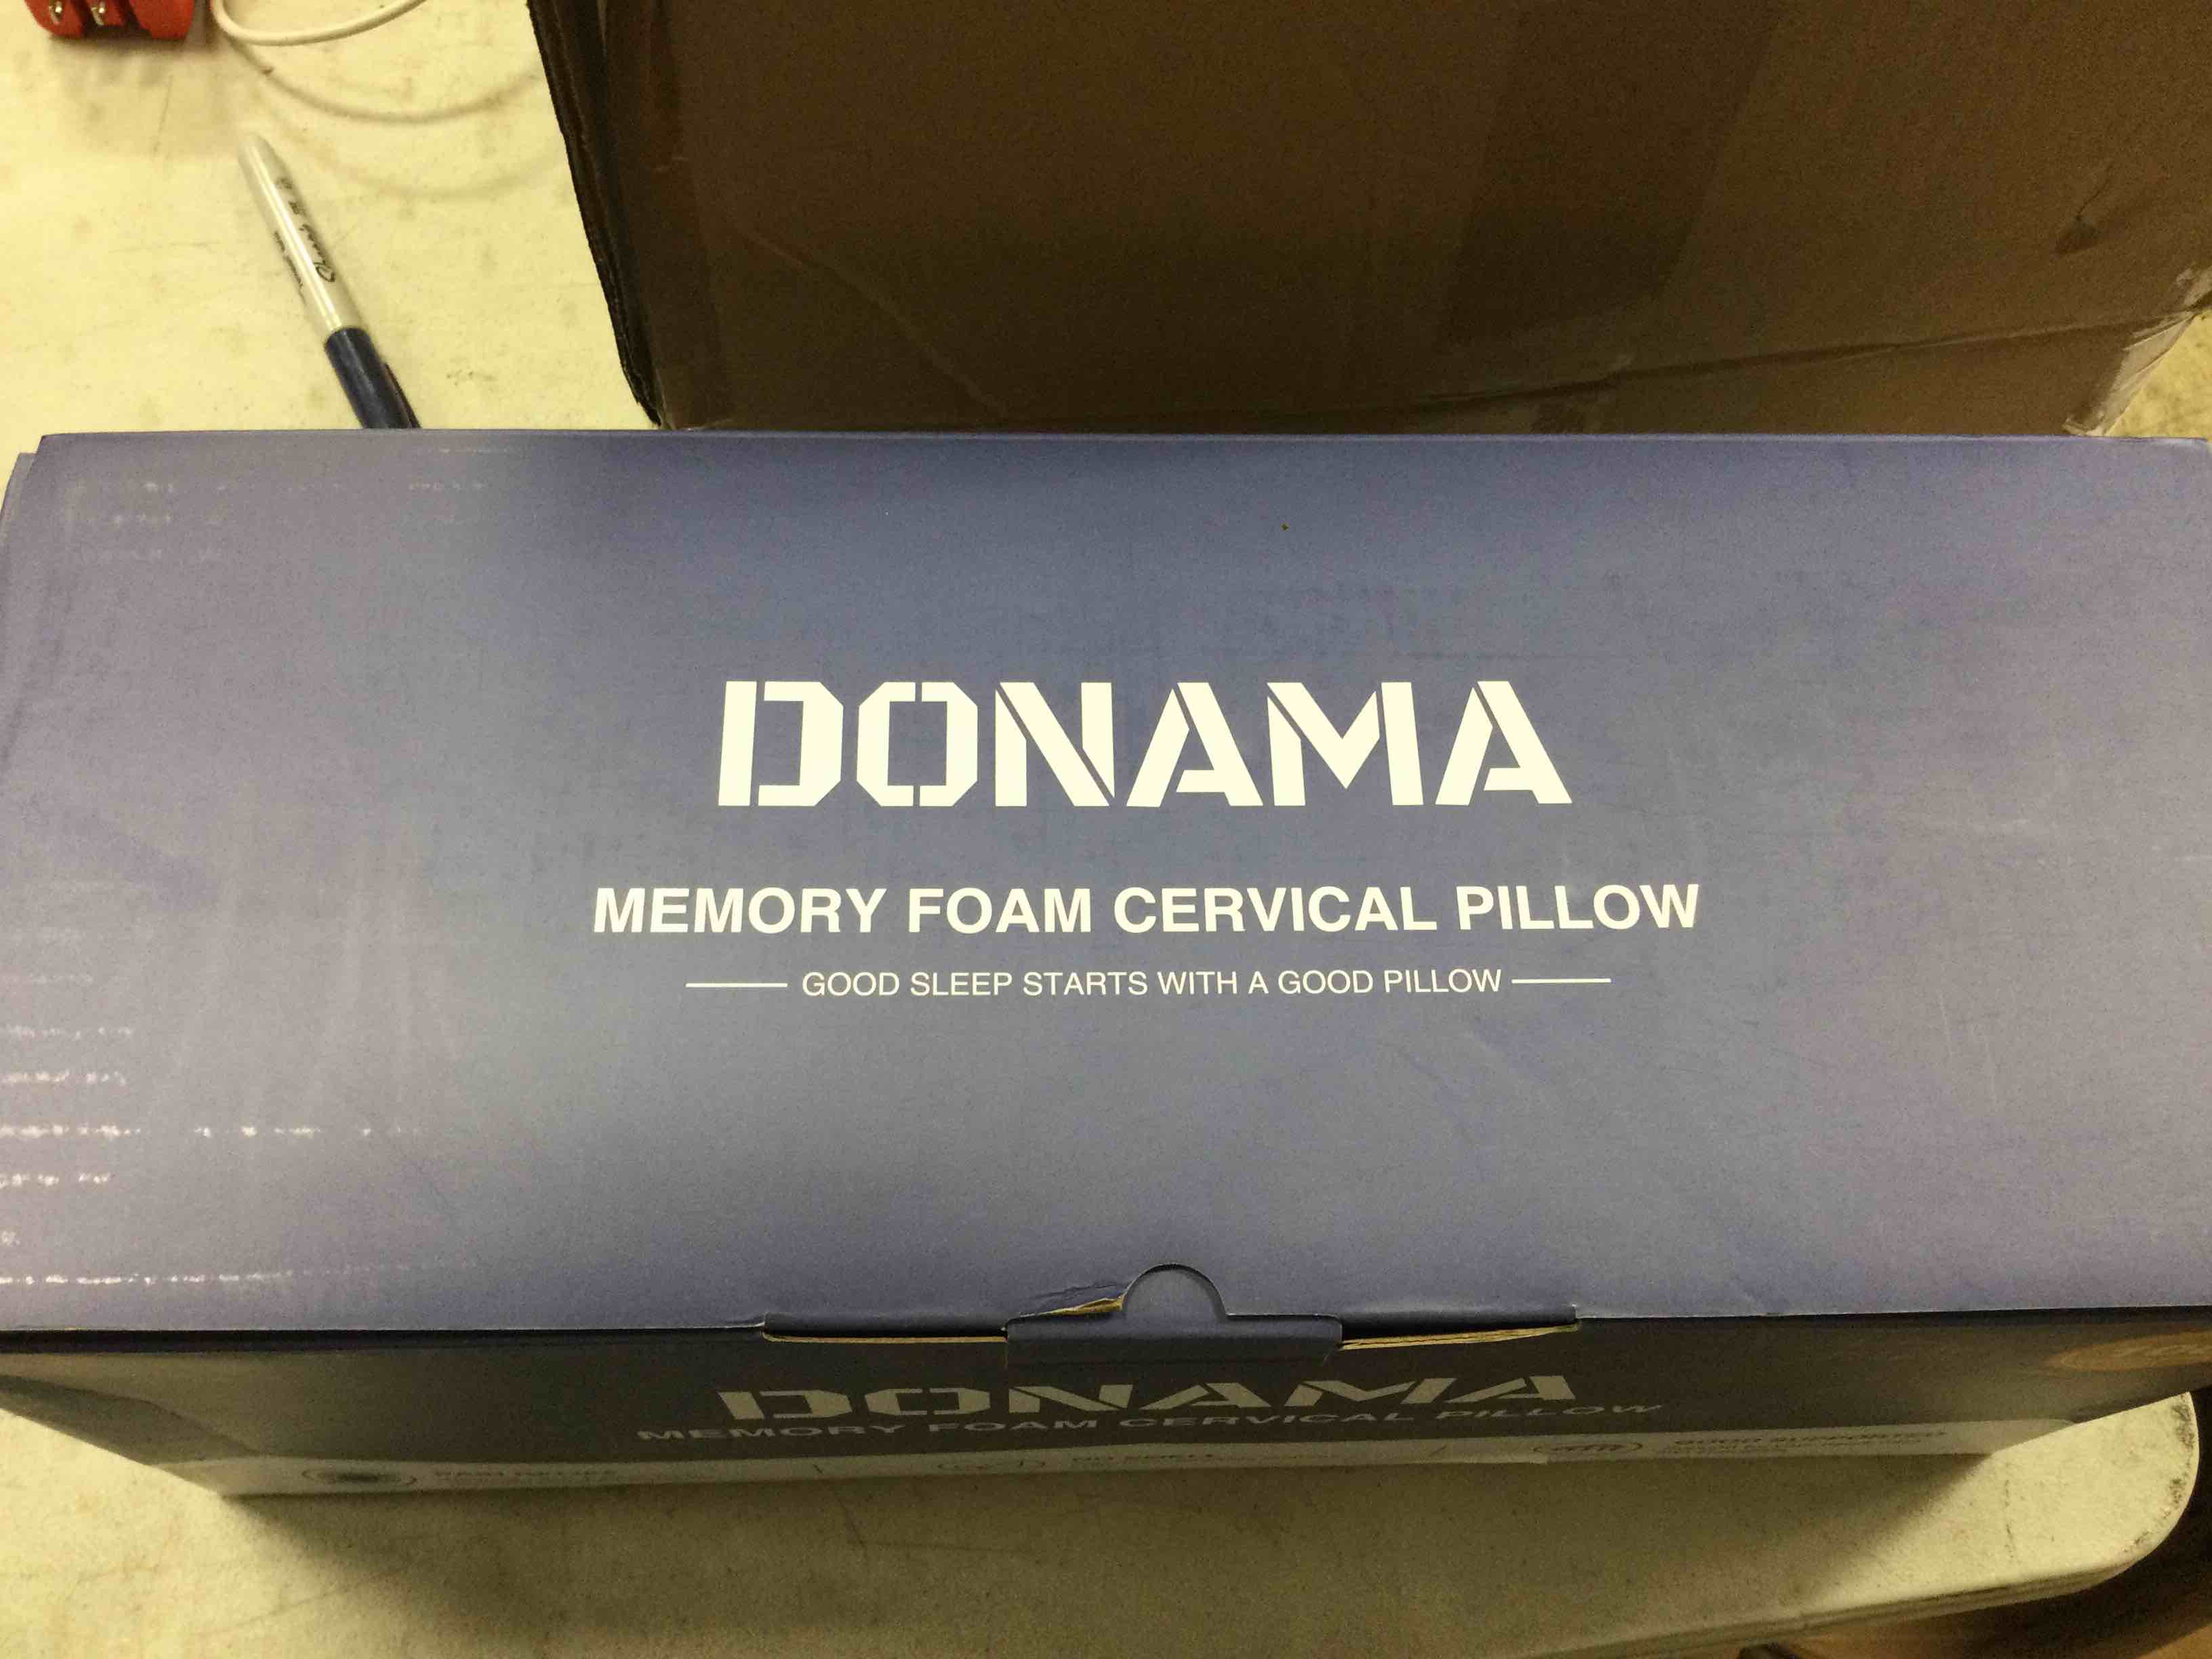 DONAMA
MEMORY FOAM CERVICAL PILLOW
GOOD SLEEP STARTS WITH A GOOD PILLOW
DONAMA
MEMORY FOAM CERVICAL PILLOW